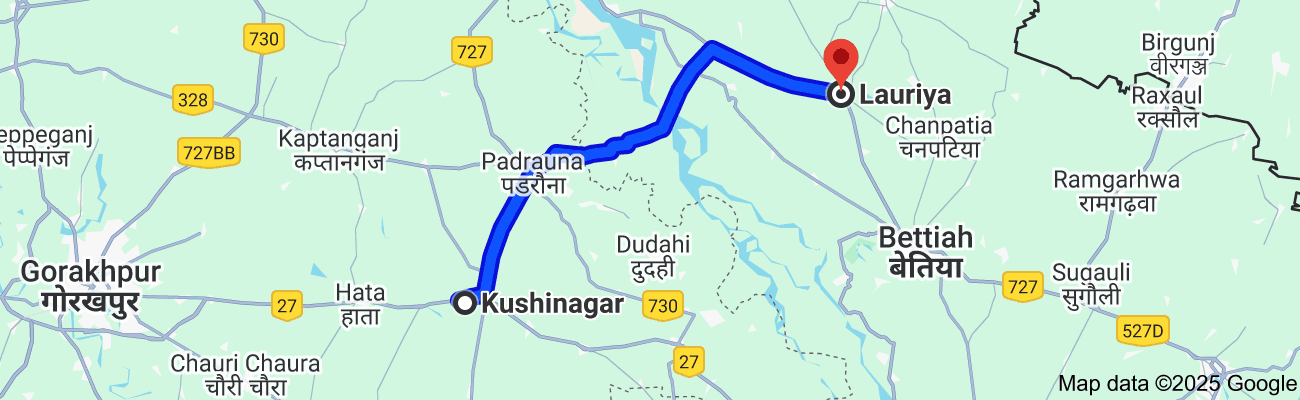 730
727
Birgunj
वीरगञ्ज
Lauriya
Raxaul
रक्सौल
328
Chanpatia
चनपटिया
eppeganj
पेप्पेगंज
727BB
Kaptanganj
कप्तानगंज
Padrauna
पडरौना
Ramgarhwa
रामगढ़वा
Dudahi
दुदही
Bettiah
बेतिया
Gorakhpur
गोरखपुर
Hata
हाता
27
Kushinagar
730
727
Sugauli
सुगौली
527D
27
Chauri Chaura
चौरी चौरा
Map data ©2025 Google